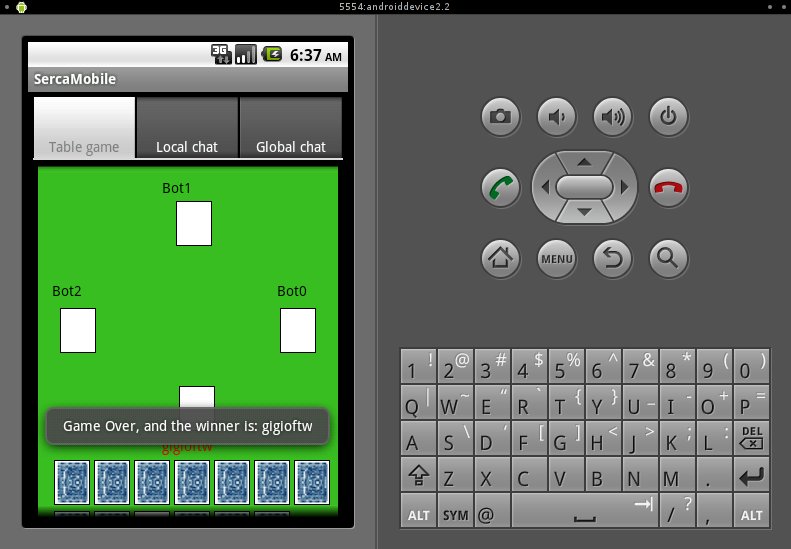 5554:androiddevice2.2
3G 6:37 AM
SercaMobile
Table game Local chat Global chat
Bot1
Bot2 Bot0
Game Over, and the winner is: gigioftw
gigioftw
MENU
1 ! 2 @ 3 # 4 $ 5 % 6 ^ 7 & 8 * 9 ( 0 )
Q | W ~ E “ R ` T { Y } U _ I - O + P =
A S \ D ‘ F [ G ] H < J > K ; L : DEL
Z X C V B N M .
ALT SYM @ / ? , ALT